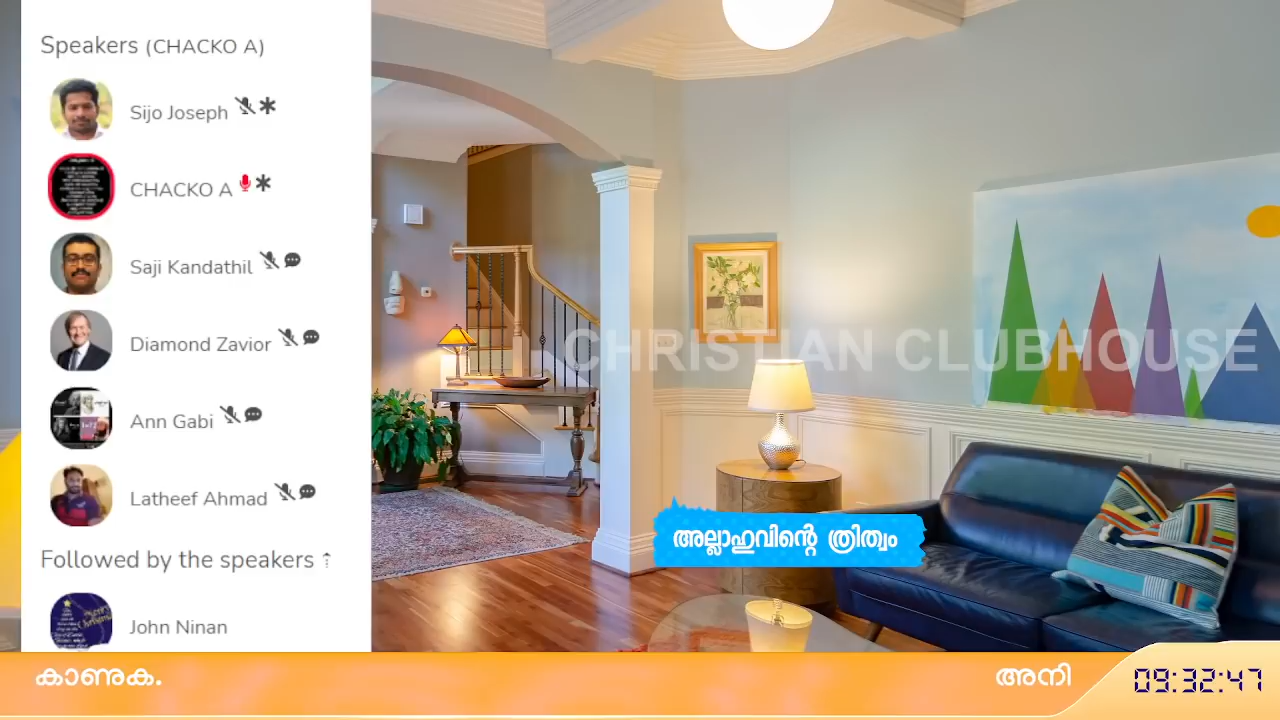 Speakers (CHACKO A)
Sijo Joseph
CHACKO A
Saji Kandathil
Diamond Zavior
Ann Gabi
Latheef Ahmad
Followed by the speakers
John Ninan
CHRISTIAN CLUBHOUSE
അല്ലാഹുവിന്റെ ത്രിത്വം
കാണുക. അനി
09:32:47